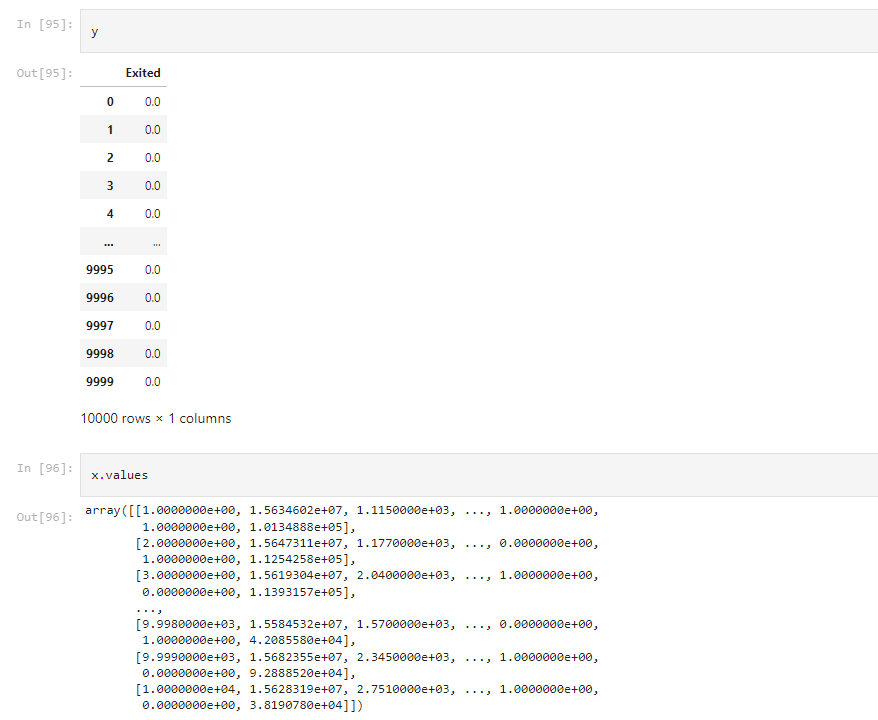 In [95]:
y
Out[95]:
Exited
0 0.0
1 0.0
2 0.0
3 0.0
4 0.0
... ...
9995 0.0
9996 0.0
9997 0.0
9998 0.0
9999 0.0
10000 rows × 1 columns
In [96]:
x.values
Out[96]:
array([[1.0000000e+00, 1.5634602e+07, 1.1150000e+03, ..., 1.0000000e+00,
1.0000000e+00, 1.0134888e+05],
[2.0000000e+00, 1.5647311e+07, 1.1770000e+03, ..., 0.0000000e+00,
1.0000000e+00, 1.1254258e+05],
[3.0000000e+00, 1.5619304e+07, 2.0400000e+03, ..., 1.0000000e+00,
0.0000000e+00, 1.1393157e+05],
...,
[9.9980000e+03, 1.5584532e+07, 1.5700000e+03, ..., 0.0000000e+00,
1.0000000e+00, 4.2085580e+04],
[9.9990000e+03, 1.5682355e+07, 2.3450000e+03, ..., 1.0000000e+00,
0.0000000e+00, 9.2888520e+04],
[1.0000000e+04, 1.5628319e+07, 2.7510000e+03, ..., 1.0000000e+00,
0.0000000e+00, 3.8190780e+04]])